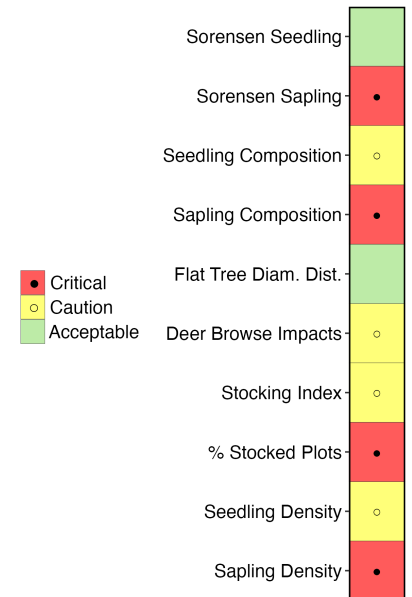 Sorensen Seedling
Sorensen Sapling
Seedling Composition
Sapling Composition
Flat Tree Diam. Dist.
Deer Browse Impacts
Stocking Index
% Stocked Plots
Seedling Density
Sapling Density
Critical
Caution
Acceptable